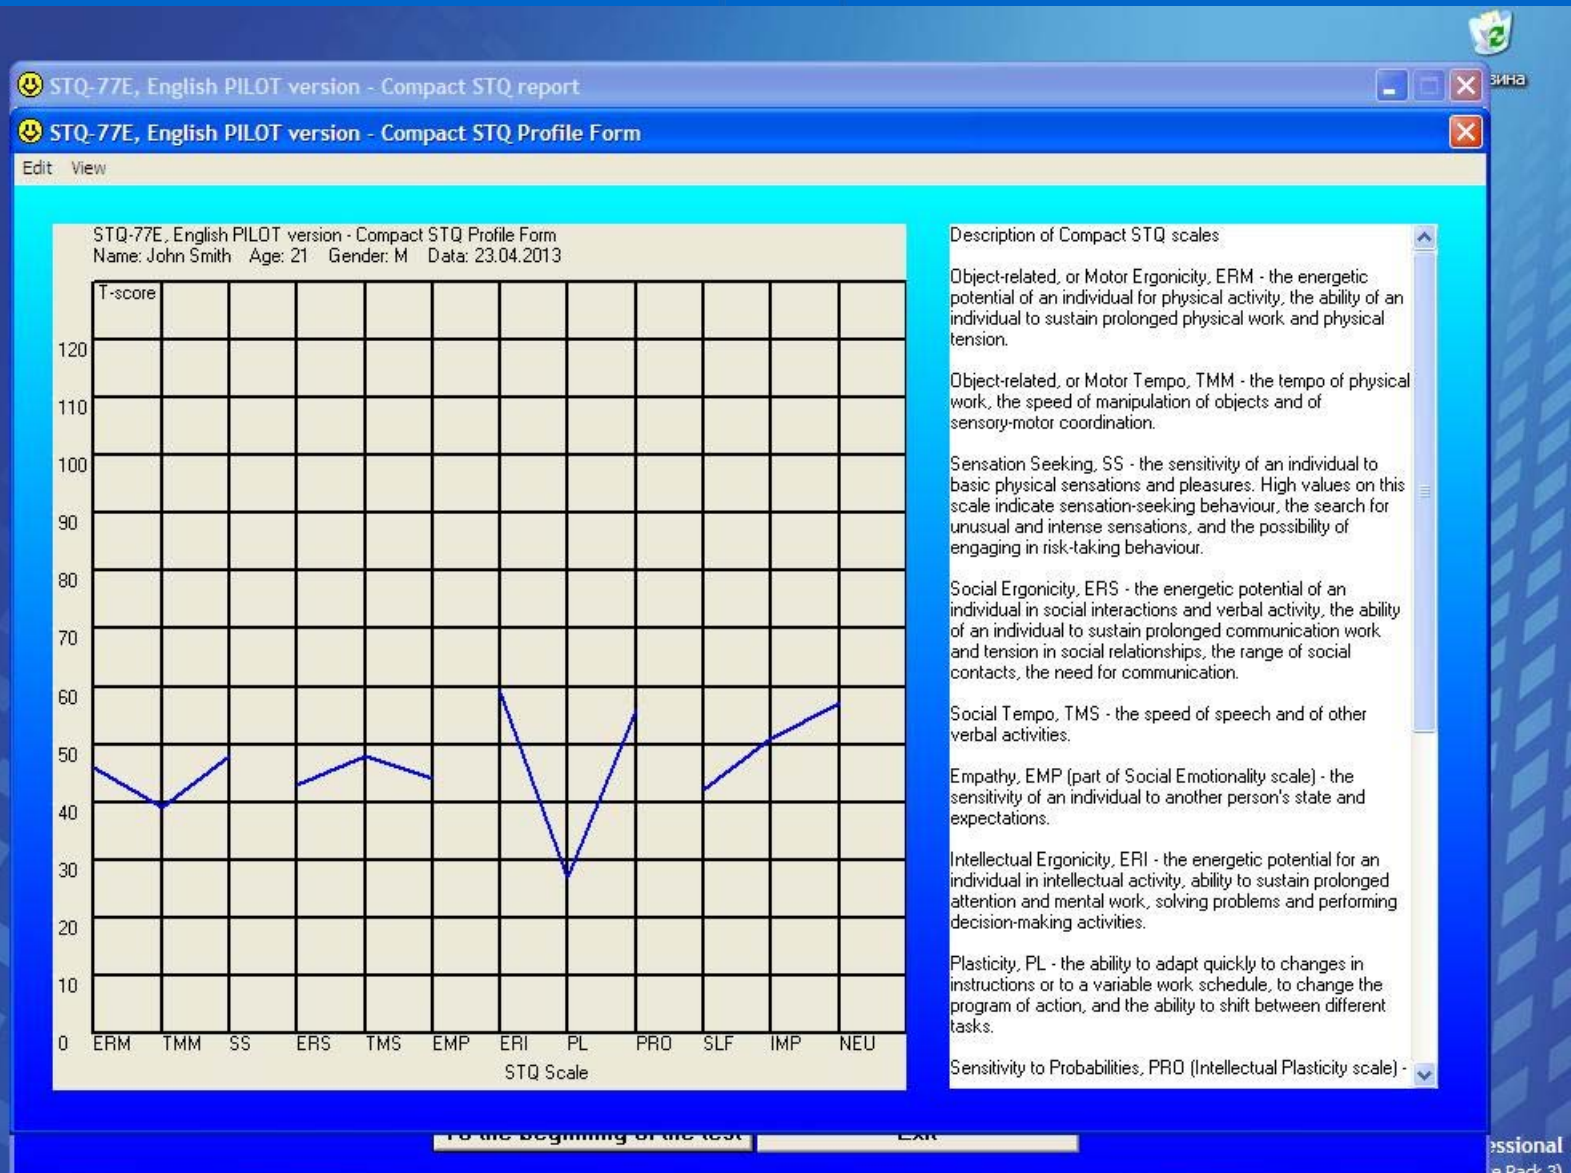 STQ-77E, English PILOT version - Compact STQ report
STQ-77E, English PILOT version - Compact STQ Profile Form
Edit View
STQ-77E, English PILOT version - Compact STQ Profile Form
Name: John Smith Age: 21 Gender: M Data: 23.04.2013
T-score
120
110
100
90
80
70
60
50
40
30
20
10
0 ERM TMM SS ERS TMS EMP ERI PL PRO SLF IMP NEU
STQ Scale
Description of Compact STQ scales
Object-related, or Motor Ergonicity, ERM - the energetic
potential of an individual for physical activity, the ability of an
individual to sustain prolonged physical work and physical
tension.
Object-related, or Motor Tempo, TMM - the tempo of physical
work, the speed of manipulation of objects and of
sensory-motor coordination.
Sensation Seeking, SS - the sensitivity of an individual to
basic physical sensations and pleasures. High values on this
scale indicate sensation-seeking behaviour, the search for
unusual and intense sensations, and the possibility of
engaging in risk-taking behaviour.
Social Ergonicity, ERS - the energetic potential of an
individual in social interactions and verbal activity, the ability
of an individual to sustain prolonged communication work
and tension in social relationships, the range of social
contacts, the need for communication.
Social Tempo, TMS - the speed of speech and of other
verbal activities.
Empathy, EMP (part of Social Emotionality scale) - the
sensitivity of an individual to another person's state and
expectations.
Intellectual Ergonicity, ERI - the energetic potential for an
individual in intellectual activity, ability to sustain prolonged
attention and mental work, solving problems and performing
decision-making activities.
Plasticity, PL - the ability to adapt quickly to changes in
instructions or to a variable work schedule, to change the
program of action, and the ability to shift between different
tasks.
Sensitivity to Probabilities, PRO (Intellectual Plasticity scale) -
To the beginning of the test Exit
зина
essional
e Pack 3)